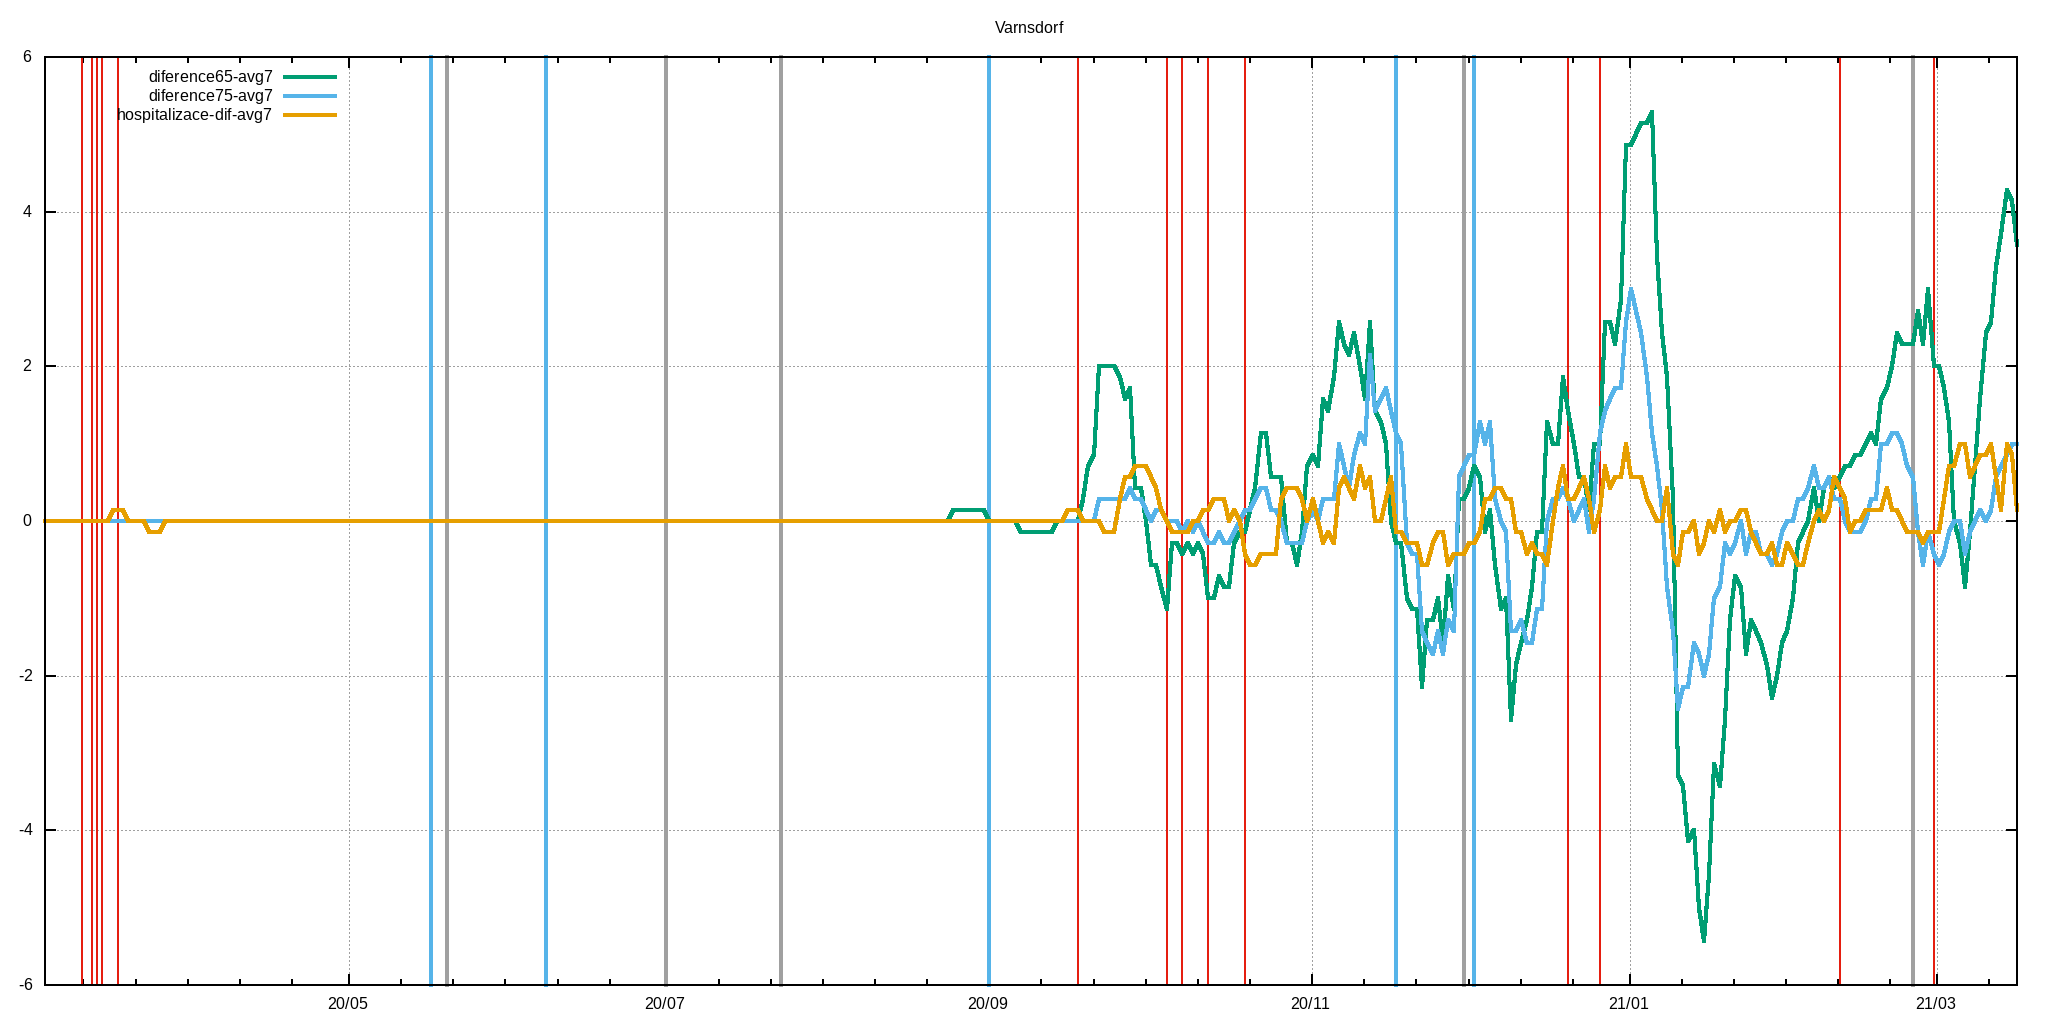 Varnsdorf
6
diference65-avg7
diference75-avg7
hospitalizace-dif-avg7
4
2
0
-2
-4
-6
20/05 20/07 20/09 20/11 21/01 21/03